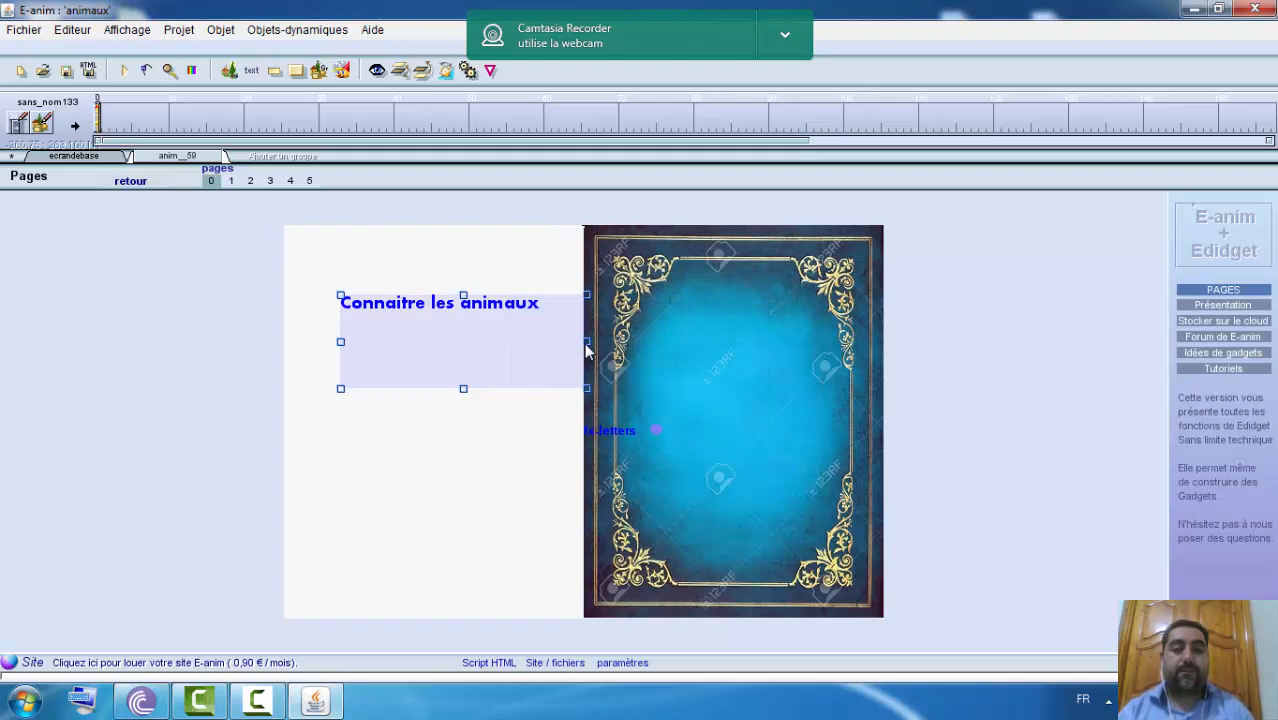 E-anim : 'animaux'
Camtasia Recorder
utilise la webcam
Fichier Editeur Affichage Projet Objet Objets-dynamiques Aide
HTML
text
sans_nom133
ecrandebase anim__59 Ajouter un groupe
pages
Pages retour 0 1 2 3 4 5
E-anim
+
Edidget
PAGES
Présentation
Stocker sur le cloud
Forum de E-anim
Idées de gadgets
Tutoriels
Cette version vous
présente toutes les
fonctions de Edidget
Sans limite technique
Elle permet même
de construire des
Gadgets.
N'hésitez pas à nous
poser des questions.
Connaitre les animaux
letters
123RF
Site Cliquez ici pour louer votre site E-anim ( 0,90 € / mois). Script HTML Site / fichiers paramètres
FR